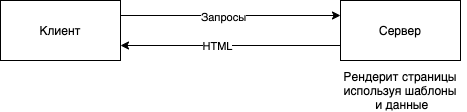 Клиент
Запросы
HTML
Сервер
Рендерит страницы
используя шаблоны
и данные